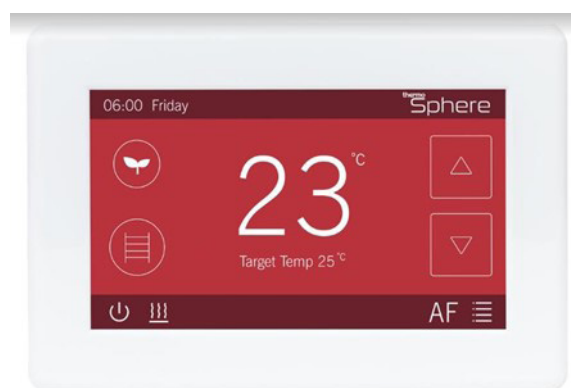 06:00 Friday
thermo
Sphere
23°C
Target Temp 25°C
AF